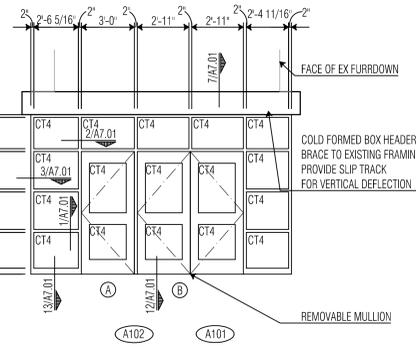 2" 2'-6 5/16" 2" 3'-0" 2" 2'-11" 2" 2'-11" 2" 2'-4 11/16" 2"
7/A7.01
FACE OF EX FURRDOWN
CT4 CT4 CT4 CT4 CT4
2/A7.01
COLD FORMED BOX HEADER
BRACE TO EXISTING FRAMIN
PROVIDE SLIP TRACK
FOR VERTICAL DEFLECTION
CT4 CT4 CT4 CT4 CT4
3/A7.01
1/A7.01
CT4 CT4
CT4 CT4 CT4 CT4 CT4
13/A7.01
A
12/A7.01
B
REMOVABLE MULLION
A102 A101